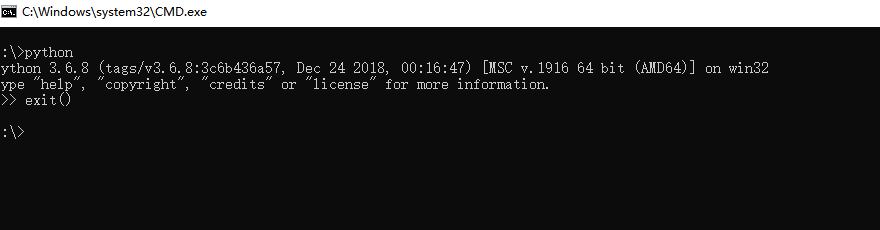 C:\Windows\system32\CMD.exe
:\>python
ython 3.6.8 (tags/v3.6.8:3c6b436a57, Dec 24 2018, 00:16:47) [MSC v.1916 64 bit (AMD64)] on win32
ype "help", "copyright", "credits" or "license" for more information.
>> exit()
:\>